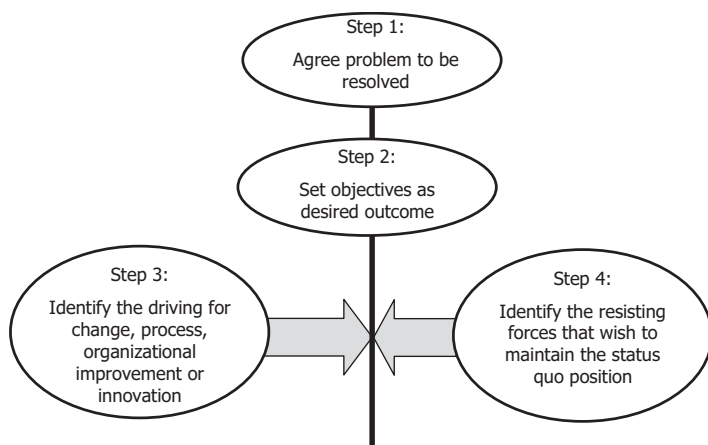 Step 1:
Agree problem to be
resolved
Step 2:
Set objectives as
desired outcome
Step 3:
Identify the driving for
change, process,
organizational
improvement or
innovation
Step 4:
Identify the resisting
forces that wish to
maintain the status
quo position